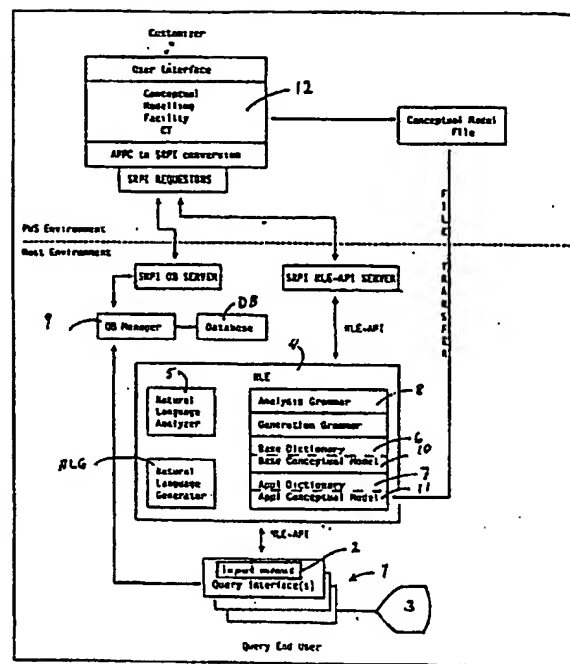 Customizer
User Interface
12
Conceptual
Modelling
Facility
CT
Conceptual Model
File
APPC to SRPI conversion
SRPI REQUESTORS
FILE TRANSFER
PWS Environment
Host Environment
SRPI DB SERVER
SRPI NLE-API SERVER
9
DB Manager
DB
Database
NLE-API
4
NLE
5
Natural
Language
Analyzer
Analysis Grammar
8
Generation Grammar
Base Dictionary
6
Base Conceptual Model
10
NLG
Natural
Language
Generator
Appl Dictionary
7
Appl Conceptual Model
11
NLE-API
Input means
2
Query Interface(s)
1
3
Query End User